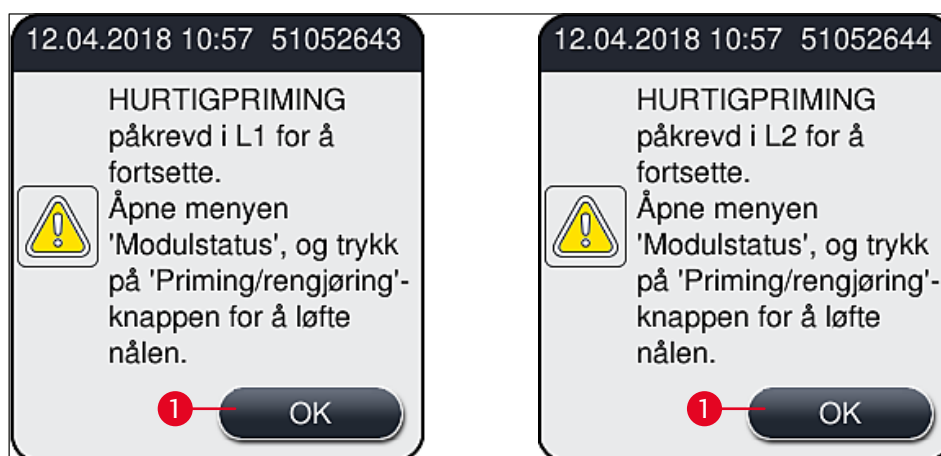 12.04.2018 10:57 51052643
HURTIGPRIMING
påkrevd i L1 for å
fortsette.
Åpne menyen
'Modulstatus', og trykk
på 'Priming/rengjøring'-
knappen for å løfte
nålen.
1
OK
12.04.2018 10:57 51052644
HURTIGPRIMING
påkrevd i L2 for å
fortsette.
Åpne menyen
'Modulstatus', og trykk
på 'Priming/rengjøring'-
knappen for å løfte
nålen.
1
OK